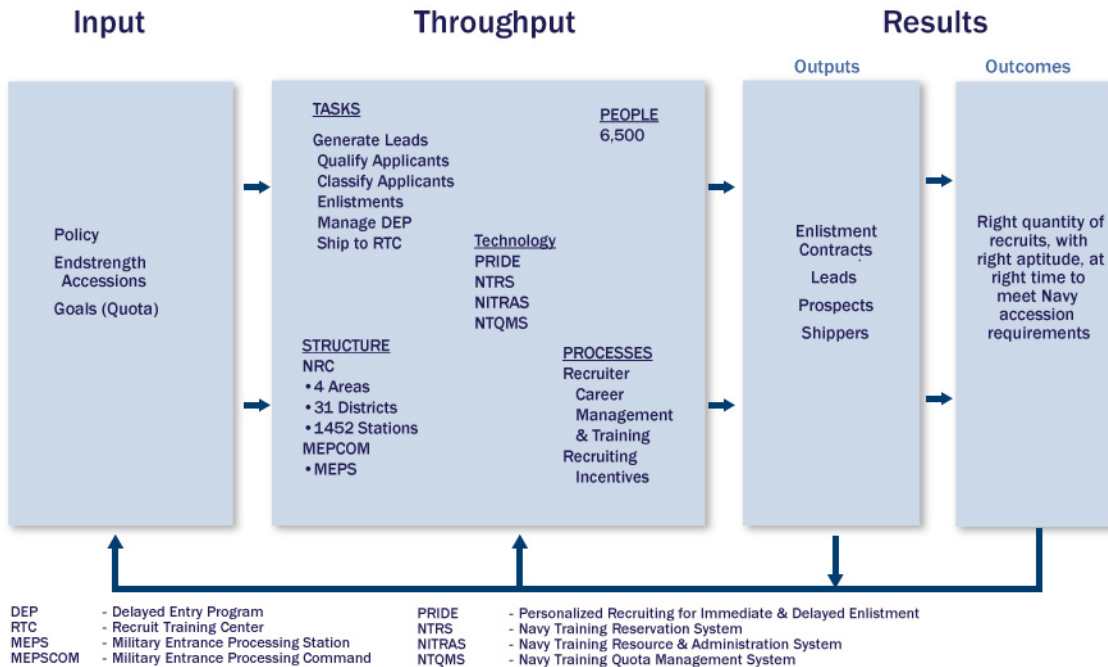 Input
Throughput
Results
Outputs
Outcomes
Policy
Endstrength
Accessions
Goals (Quota)
TASKS
Generate Leads
Qualify Applicants
Classify Applicants
Enlistments
Manage DEP
Ship to RTC
PEOPLE
6,500
Technology
PRIDE
NTRS
NITRAS
NTQMS
STRUCTURE
NRC
• 4 Areas
• 31 Districts
• 1452 Stations
MEPCOM
• MEPS
PROCESSES
Recruiter
Career
Management
& Training
Recruiting
Incentives
Enlistment
Contracts
Leads
Prospects
Shippers
Right quantity of
recruits, with
right aptitude, at
right time to
meet Navy
accession
requirements
DEP - Delayed Entry Program
RTC - Recruit Training Center
MEPS - Military Entrance Processing Station
MEPSCOM - Military Entrance Processing Command
PRIDE - Personalized Recruiting for Immediate & Delayed Enlistment
NTRS - Navy Training Reservation System
NITRAS - Navy Training Resource & Administration System
NTQMS - Navy Training Quota Management System